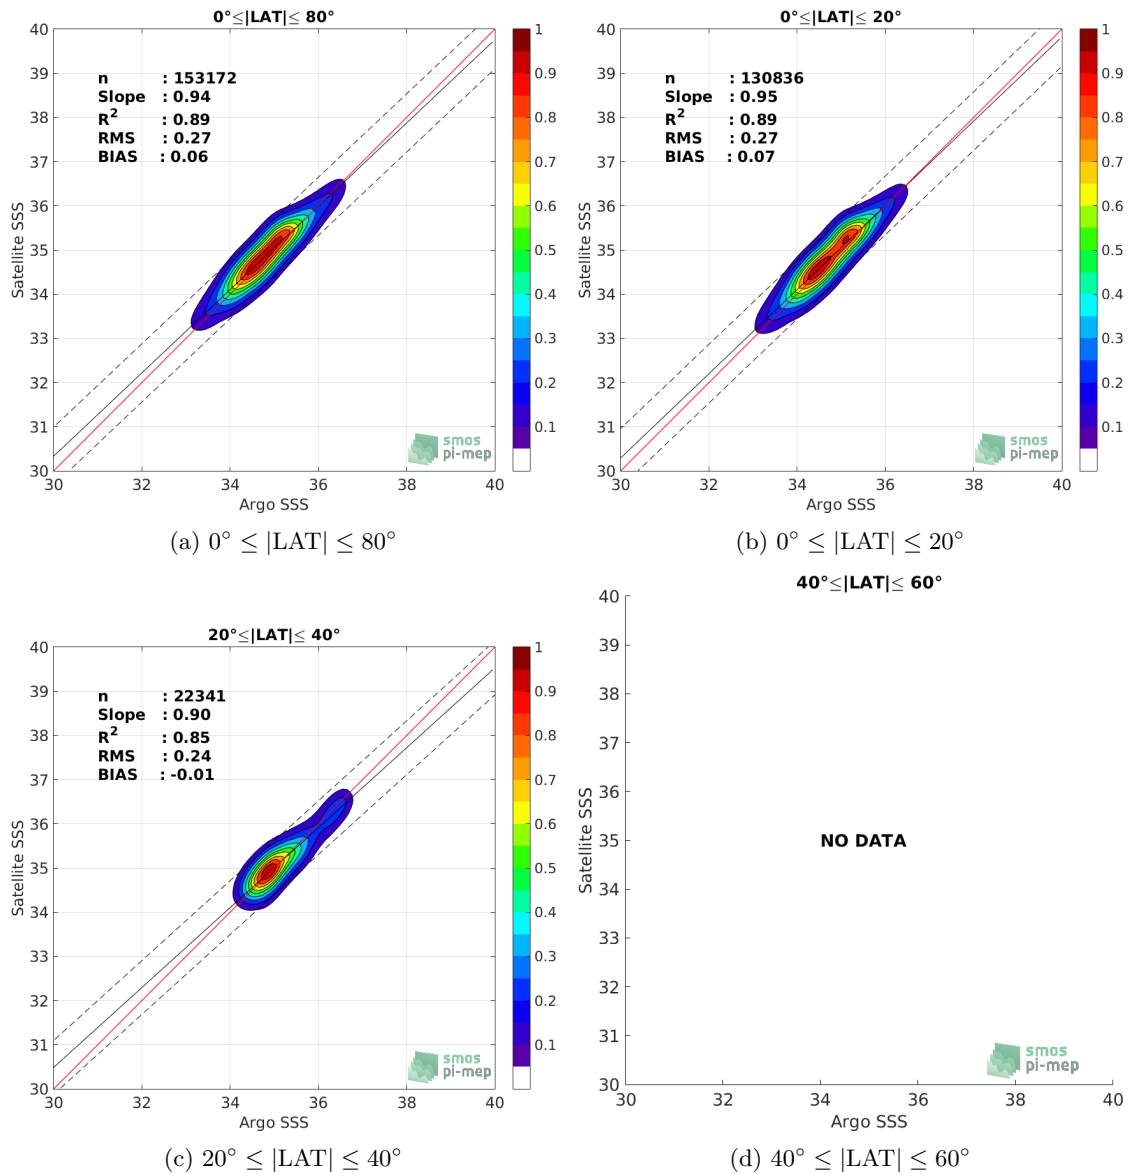 0°≤|LAT|≤ 80°
40
39
38
37
36
35
34
33
32
31
30
Satellite SSS
n : 153172
Slope : 0.94
R² : 0.89
RMS : 0.27
BIAS : 0.06
smos
pi-mep
30 32 34 36 38 40
Argo SSS
1
0.9
0.8
0.7
0.6
0.5
0.4
0.3
0.2
0.1
(a) 0° ≤ |LAT| ≤ 80°
0°≤|LAT|≤ 20°
40
39
38
37
36
35
34
33
32
31
30
Satellite SSS
n : 130836
Slope : 0.95
R² : 0.89
RMS : 0.27
BIAS : 0.07
smos
pi-mep
30 32 34 36 38 40
Argo SSS
1
0.9
0.8
0.7
0.6
0.5
0.4
0.3
0.2
0.1
(b) 0° ≤ |LAT| ≤ 20°
20°≤|LAT|≤ 40°
40
39
38
37
36
35
34
33
32
31
30
Satellite SSS
n : 22341
Slope : 0.90
R² : 0.85
RMS : 0.24
BIAS : -0.01
smos
pi-mep
30 32 34 36 38 40
Argo SSS
1
0.9
0.8
0.7
0.6
0.5
0.4
0.3
0.2
0.1
(c) 20° ≤ |LAT| ≤ 40°
40°≤|LAT|≤ 60°
40
39
38
37
36
35
34
33
32
31
30
Satellite SSS
NO DATA
smos
pi-mep
30 32 34 36 38 40
Argo SSS
(d) 40° ≤ |LAT| ≤ 60°